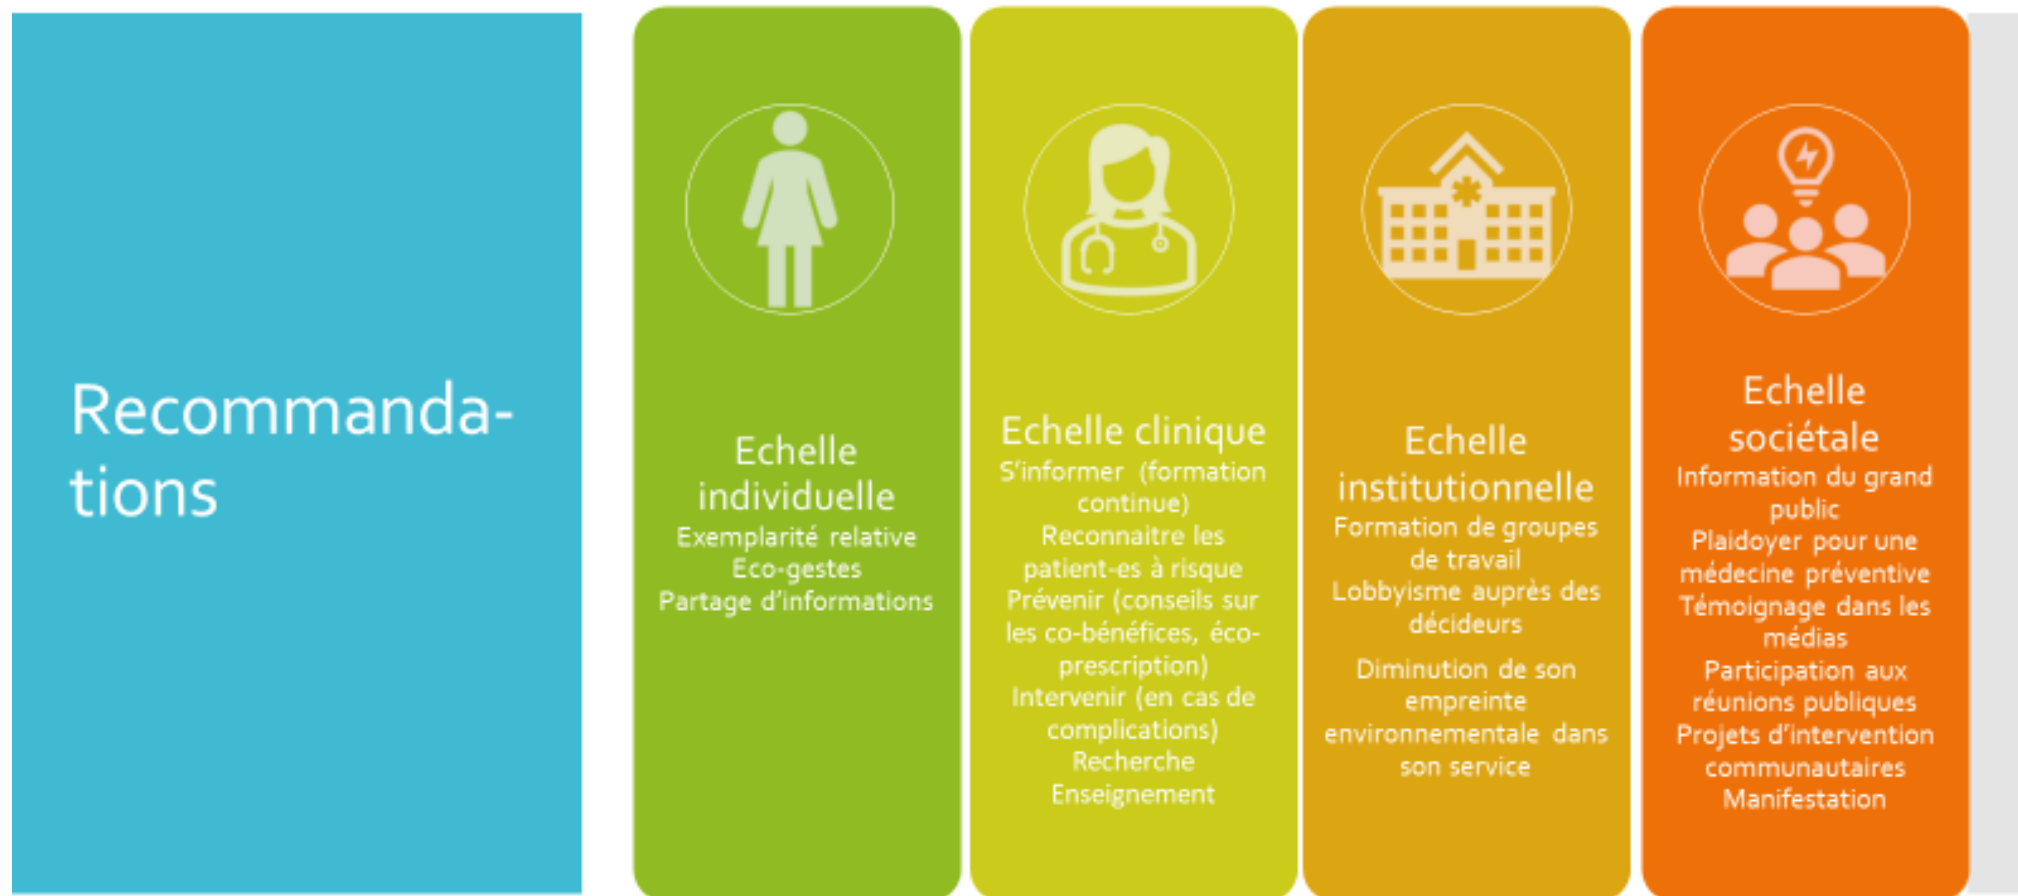 Recommanda-
tions
Echelle
individuelle
Exemplarité relative
Eco-gestes
Partage d'informations
Echelle clinique
S'informer (formation
continue)
Reconnaitre les
patient-es à risque
Prévenir (conseils sur
les co-bénéfices, éco-
prescription)
Intervenir (en cas de
complications)
Recherche
Enseignement
Echelle
institutionnelle
Formation de groupes
de travail
Lobbyisme auprès des
décideurs
Diminution de son
empreinte
environnementale dans
son service
Echelle
sociétale
Information du grand
public
Plaidoyer pour une
médecine préventive
Témoignage dans les
médias
Participation aux
réunions publiques
Projets d'intervention
communautaires
Manifestation